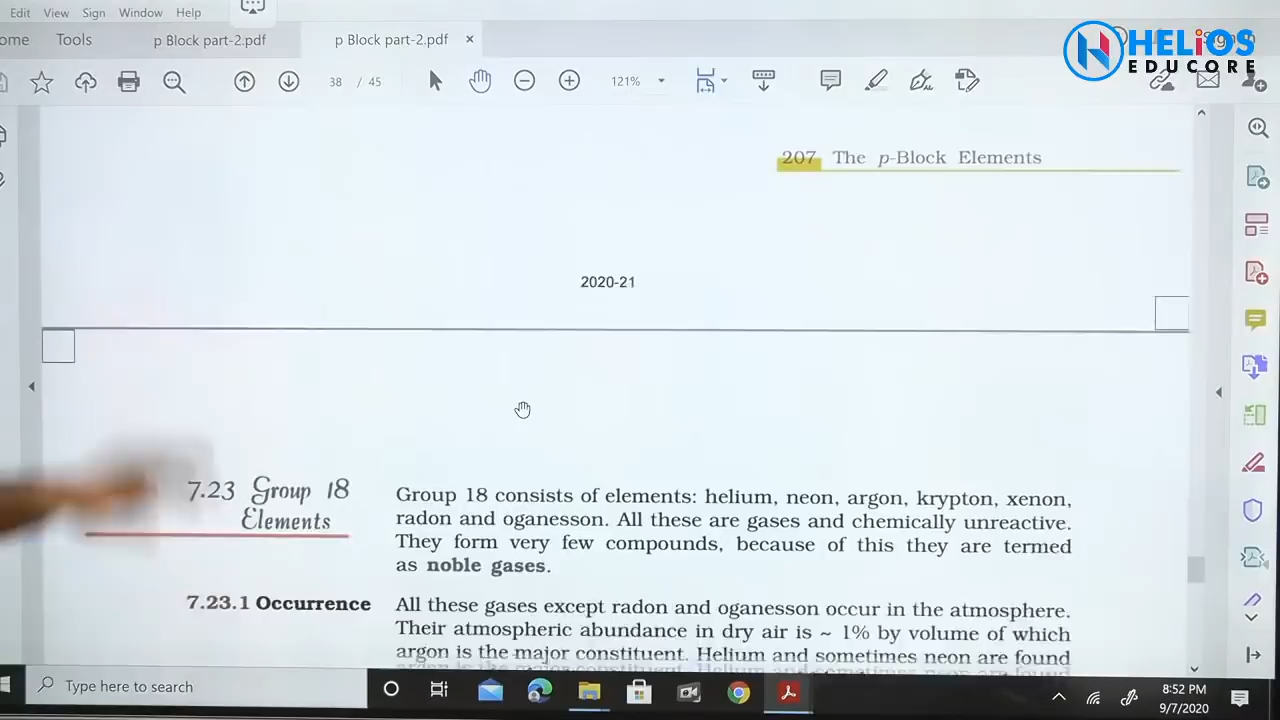 Edit View Sign Window Help
ome Tools p Block part-2.pdf p Block part-2.pdf ×
HELiOS
EDUCORE
38 / 45 121%
207 The p-Block Elements
2020-21
7.23 Group 18
Elements
Group 18 consists of elements: helium, neon, argon, krypton, xenon,
radon and oganesson. All these are gases and chemically unreactive.
They form very few compounds, because of this they are termed
as noble gases.
7.23.1 Occurrence
All these gases except radon and oganesson occur in the atmosphere.
Their atmospheric abundance in dry air is ~ 1% by volume of which
argon is the major constituent. Helium and sometimes neon are found
Type here to search
8:52 PM
9/7/2020